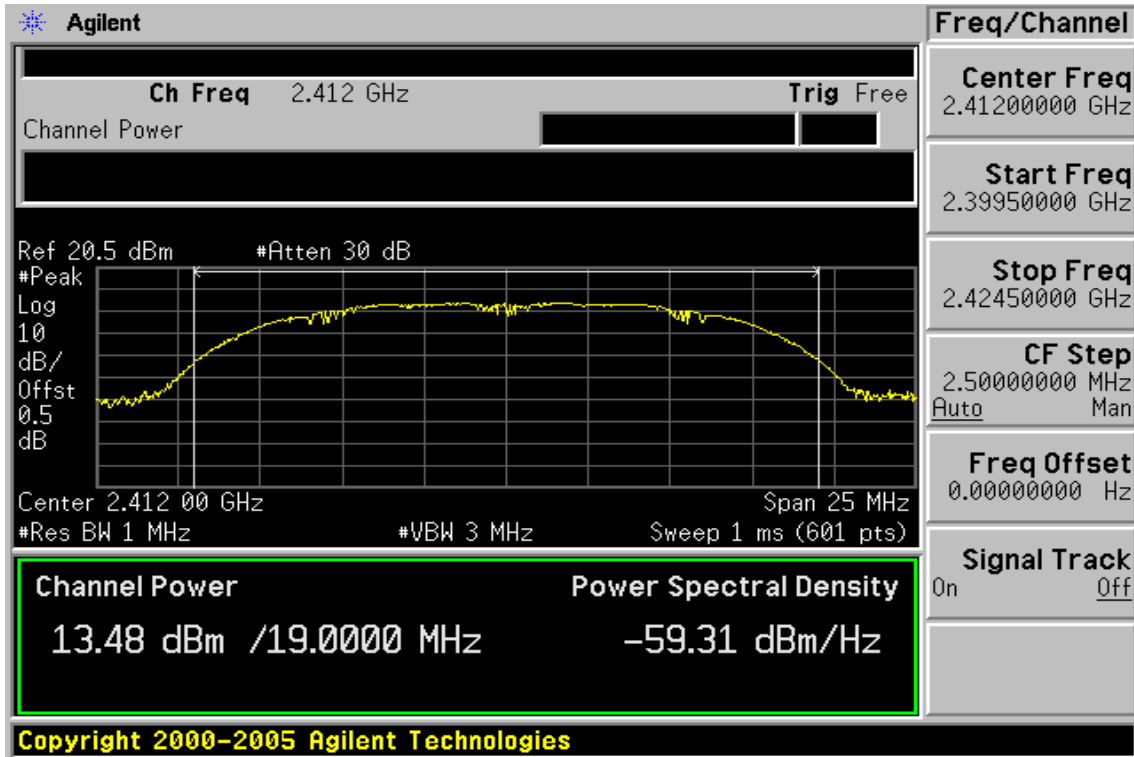 Agilent
Freq/Channel
Ch Freq 2.412 GHz Trig Free
Channel Power
Ref 20.5 dBm #Atten 30 dB
#Peak
Log
10
dB/
Offst
0.5
dB
Center 2.412 00 GHz Span 25 MHz
#Res BW 1 MHz #VBW 3 MHz Sweep 1 ms (601 pts)
Channel Power Power Spectral Density
13.48 dBm /19.0000 MHz -59.31 dBm/Hz
Copyright 2000-2005 Agilent Technologies
Center Freq
2.41200000 GHz
Start Freq
2.39950000 GHz
Stop Freq
2.42450000 GHz
CF Step
2.50000000 MHz
Auto Man
Freq Offset
0.00000000 Hz
Signal Track
On Off